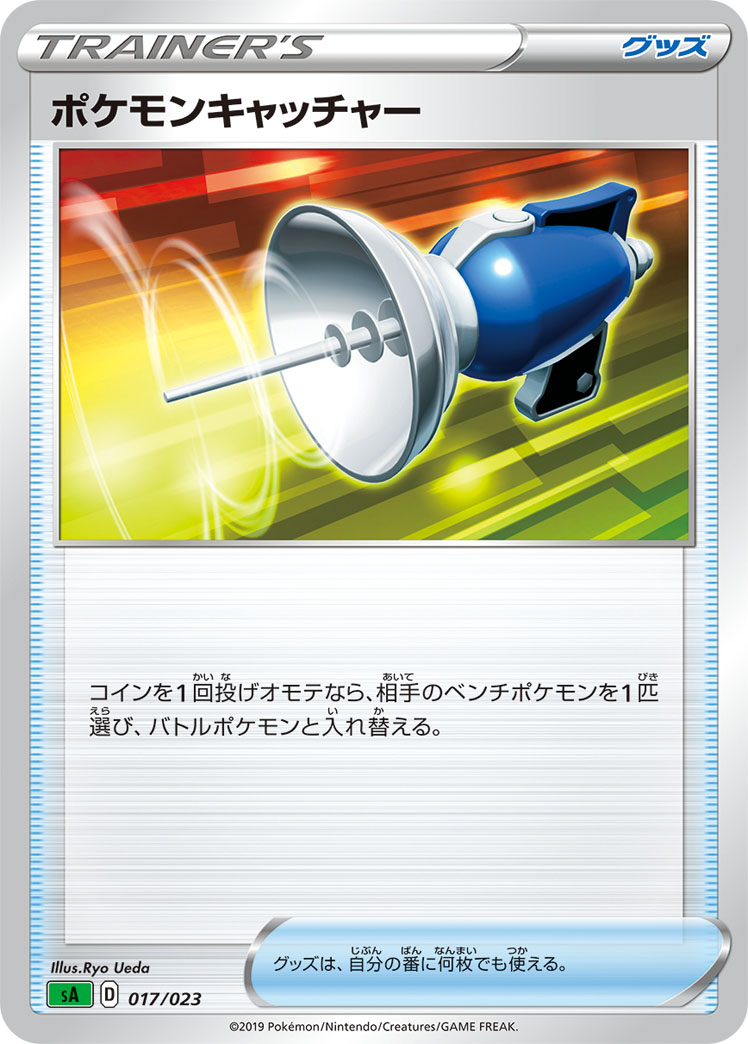 TRAINER'S
グッズ
ポケモンキャッチャー
コインを1回投げオモテなら、相手のベンチポケモンを1匹
選び、バトルポケモンと入れ替える。
Illus.Ryo Ueda
グッズは、自分の番に何枚でも使える。
sA D 017/023
©2019 Pokémon/Nintendo/Creatures/GAME FREAK.